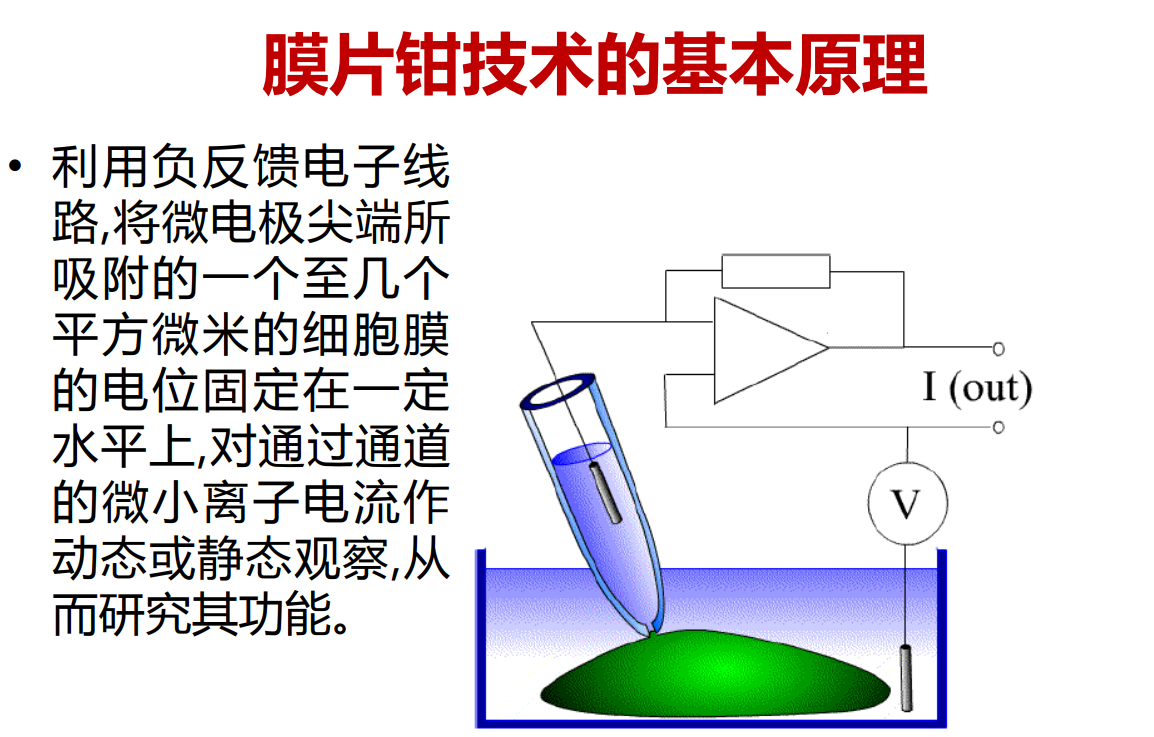 膜片钳技术的基本原理
• 利用负反馈电子线
路,将微电极尖端所
吸附的一个至几个
平方微米的细胞膜
的电位固定在一定
水平上,对通过通道
的微小离子电流作
动态或静态观察,从
而研究其功能。
I (out)
V